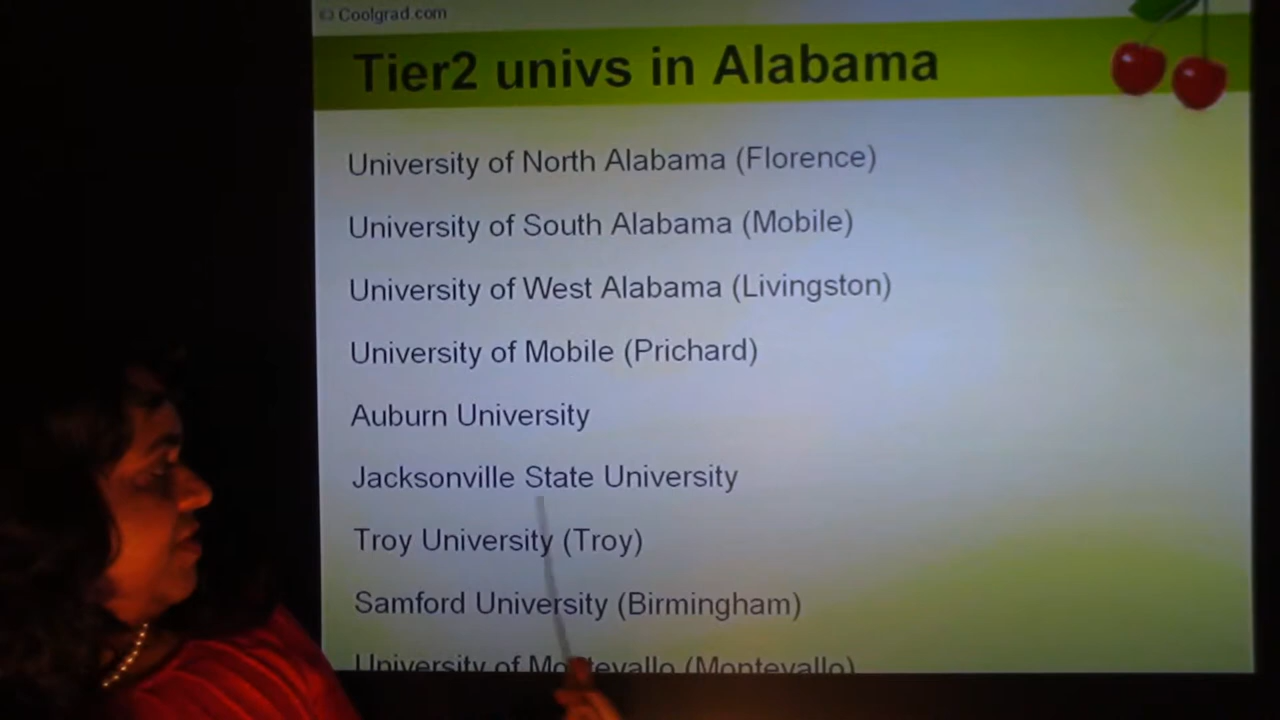 © Coolgrad.com
Tier2 univs in Alabama
University of North Alabama (Florence)
University of South Alabama (Mobile)
University of West Alabama (Livingston)
University of Mobile (Prichard)
Auburn University
Jacksonville State University
Troy University (Troy)
Samford University (Birmingham)
University of Montevallo (Montevallo)